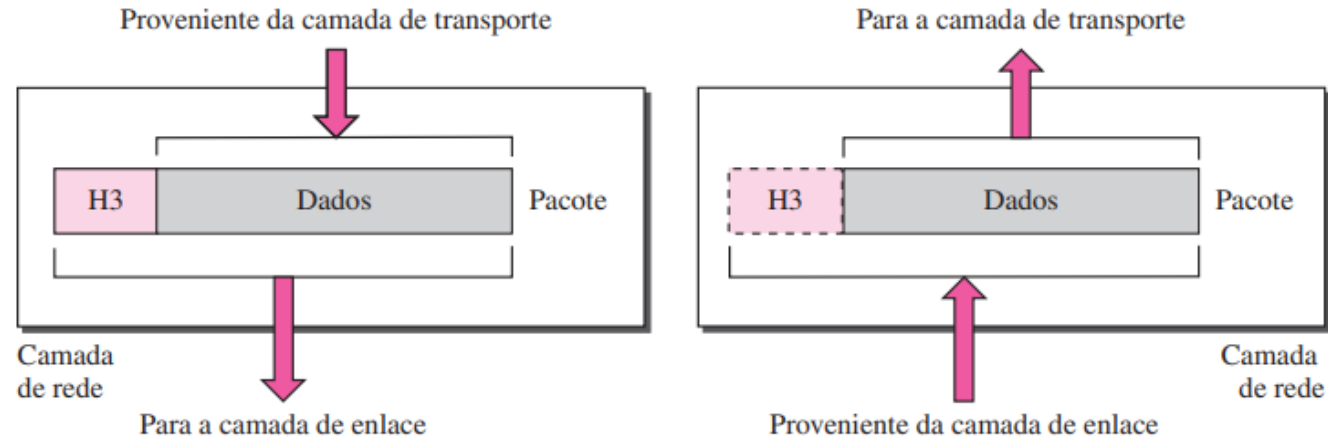 Proveniente da camada de transporte
H3
Dados
Pacote
Camada
de rede
Para a camada de enlace
Para a camada de transporte
H3
Dados
Pacote
Camada
de rede
Proveniente da camada de enlace